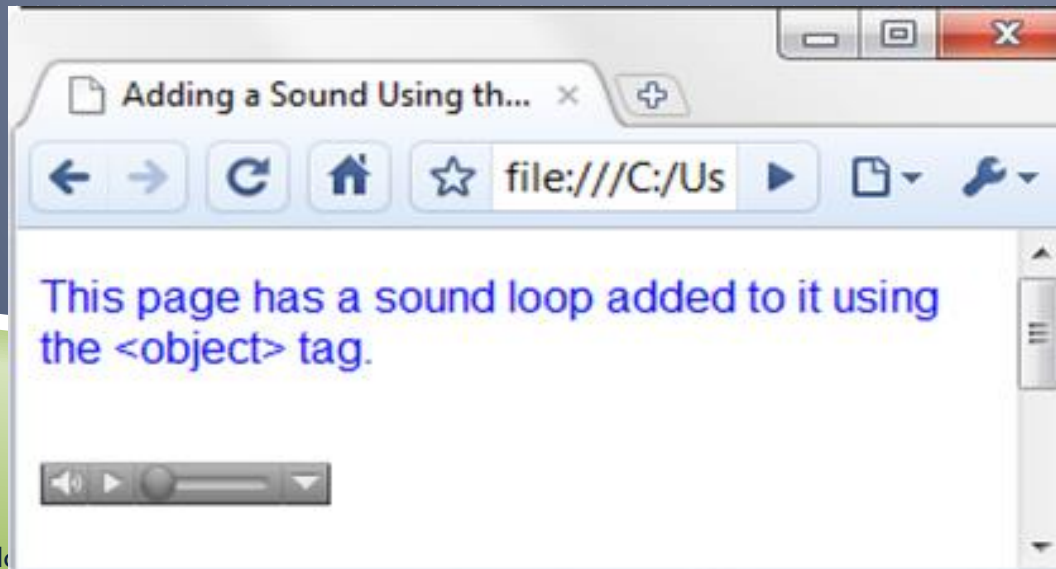 Adding a Sound Using th...
file:///C:/Us
This page has a sound loop added to it using
the <object> tag.